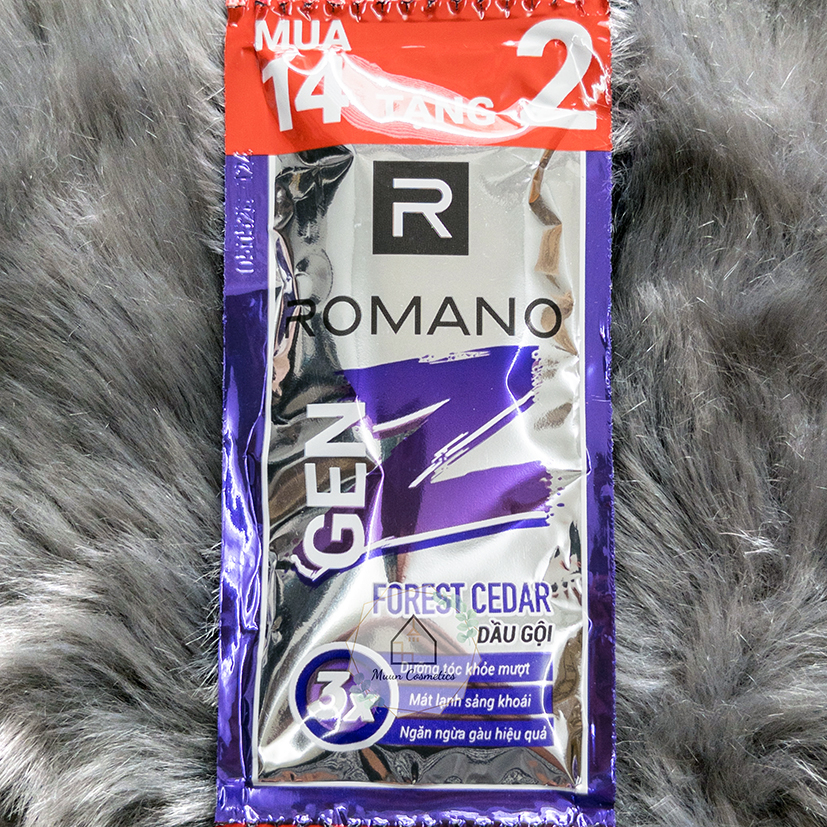 MUA
14 TẶNG 2
R
ROMANO
GEN Z
FOREST CEDAR
DẦU GỘI
3x
Dưỡng tóc khỏe mượt
Mát lạnh sảng khoái
Ngăn ngừa gàu hiệu quả
Muun Cosmetics